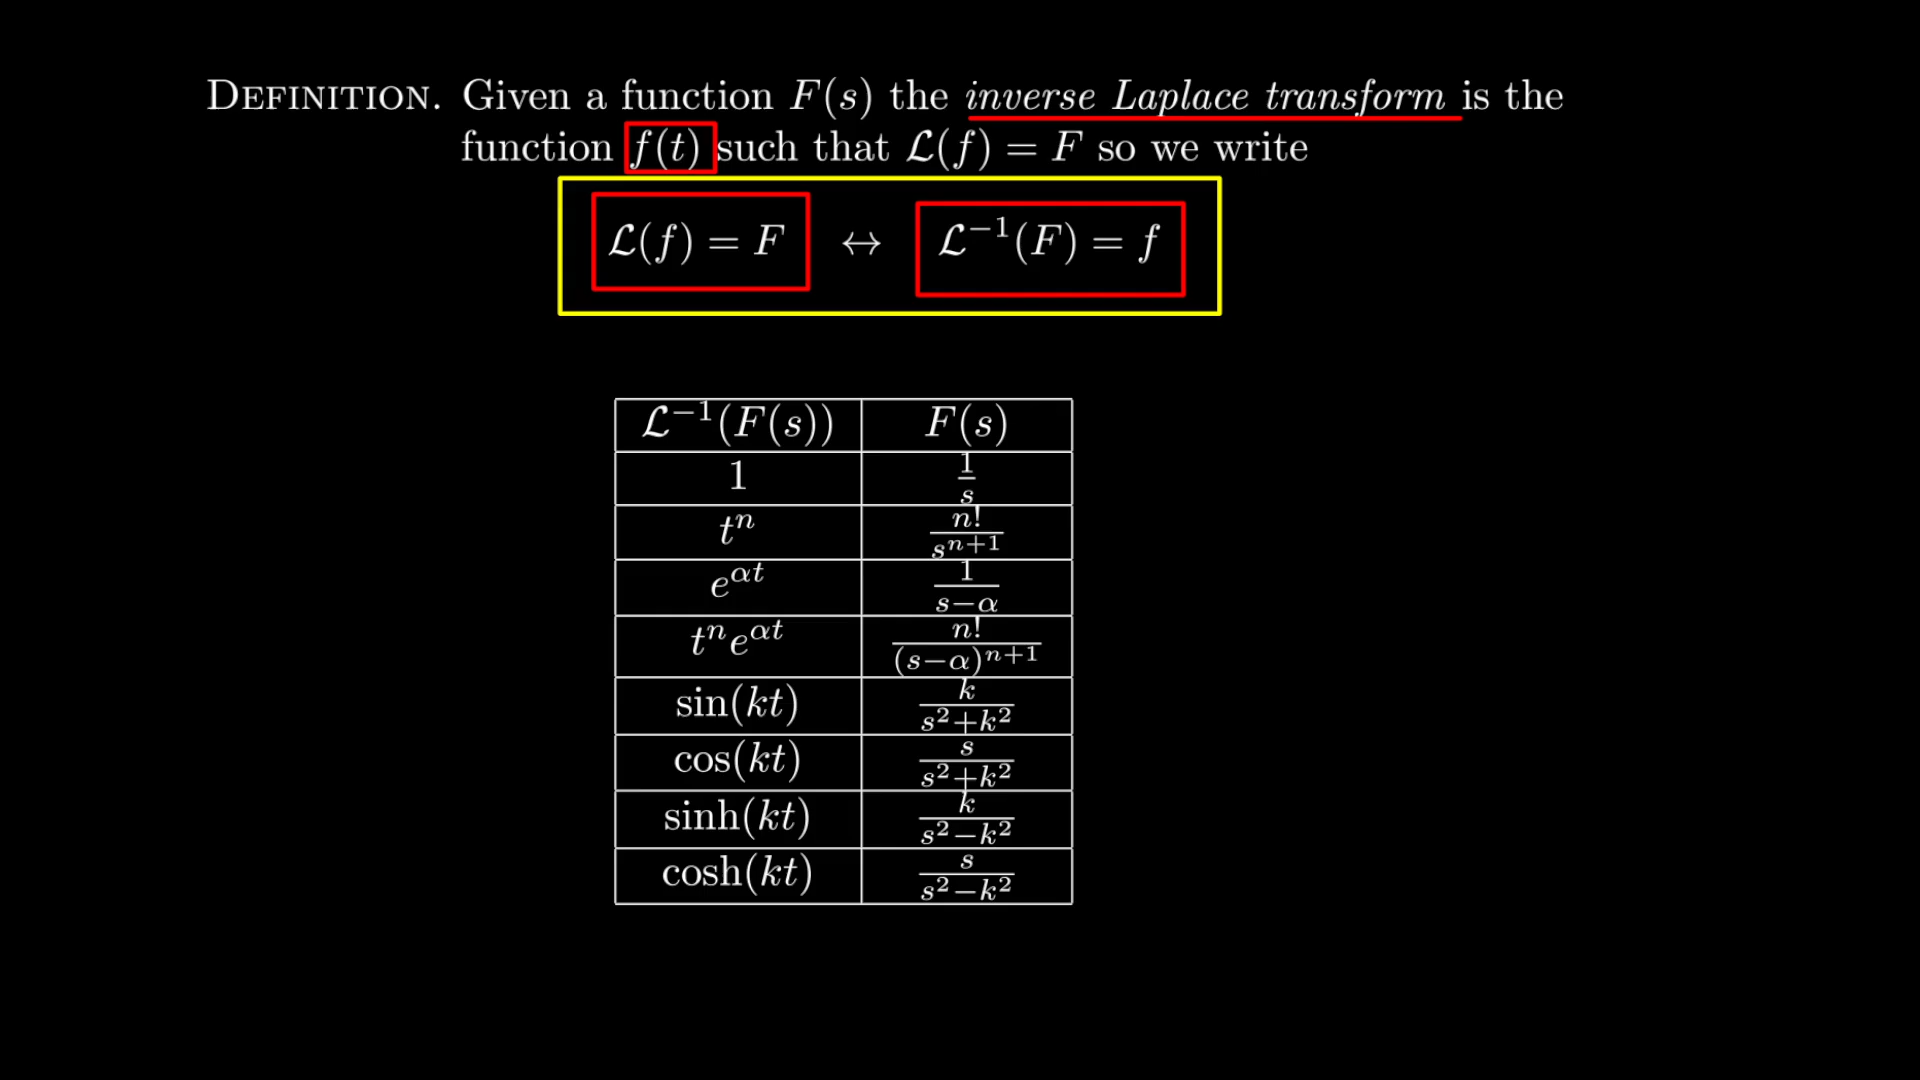 DEFINITION. Given a function F(s) the inverse Laplace transform is the
function f(t) such that ℒ(f) = F so we write
ℒ(f) = F ↔ ℒ⁻¹(F) = f
ℒ⁻¹(F(s)) F(s)
1 1/s
tⁿ n!/sⁿ⁺¹
e^{αt} 1/(s−α)
tⁿe^{αt} n!/(s−α)ⁿ⁺¹
sin(kt) k/(s²+k²)
cos(kt) s/(s²+k²)
sinh(kt) k/(s²−k²)
cosh(kt) s/(s²−k²)